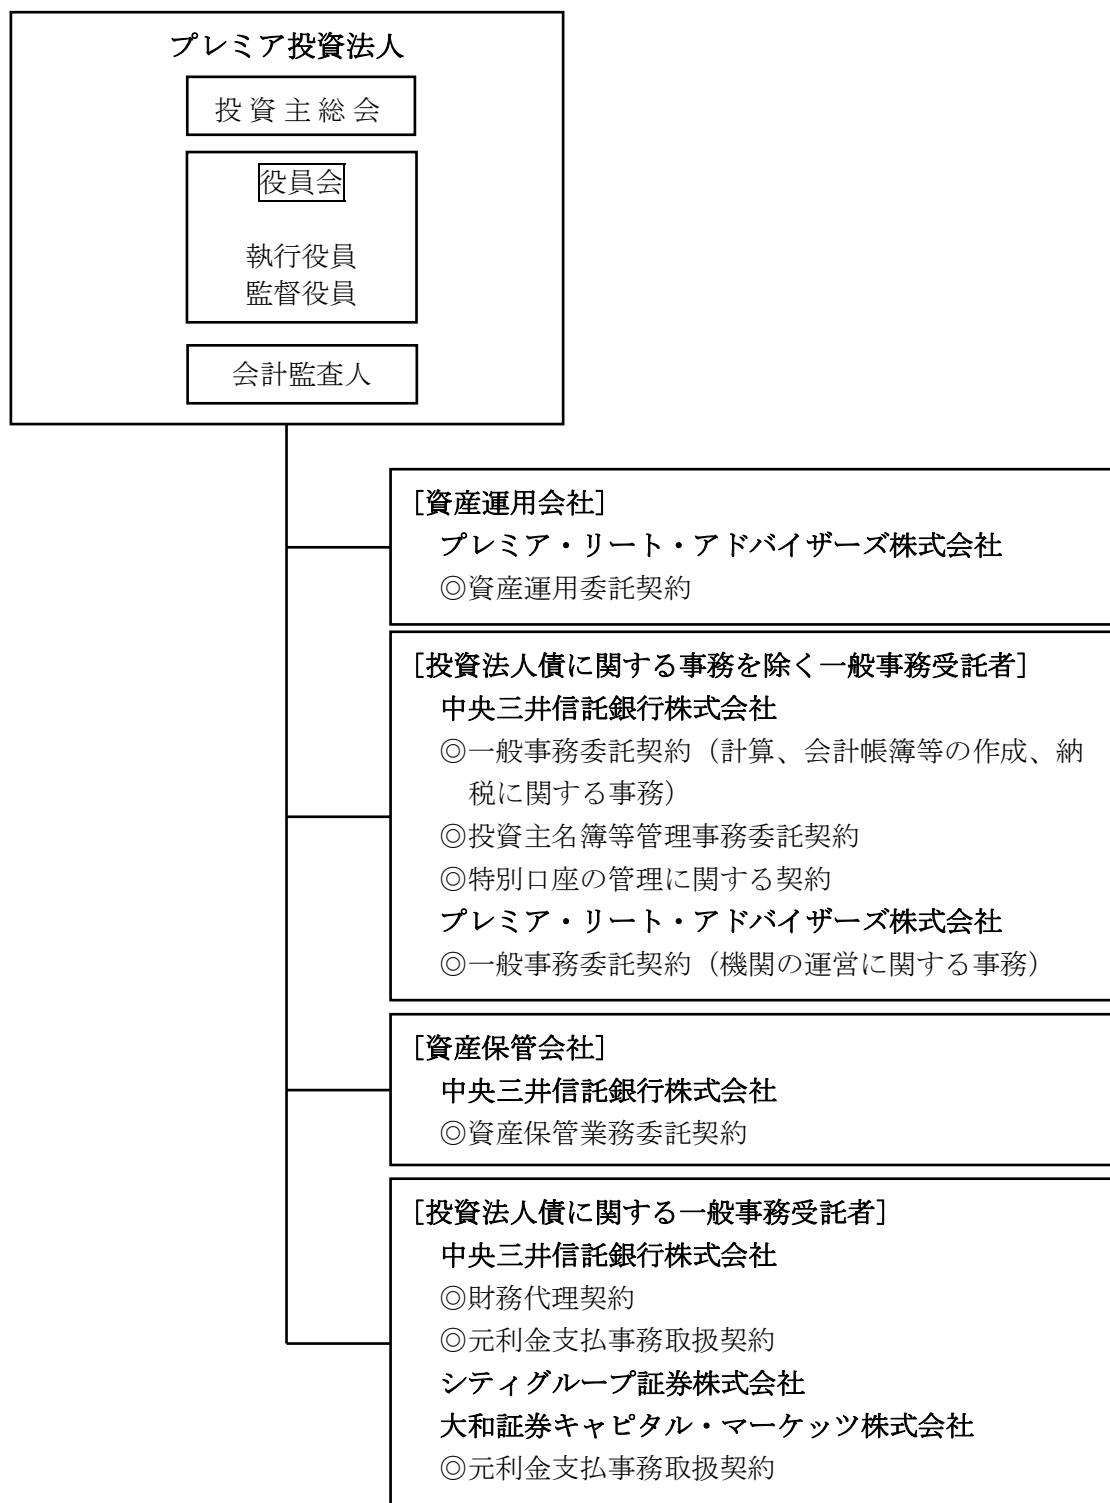 プレミア投資法人
投資主総会
役員会
執行役員
監督役員
会計監査人
[資産運用会社]
プレミア・リート・アドバイザーズ株式会社
◎資産運用委託契約
[投資法人債に関する事務を除く一般事務受託者]
中央三井信託銀行株式会社
◎一般事務委託契約（計算、会計帳簿等の作成、納
税に関する事務）
◎投資主名簿等管理事務委託契約
◎特別口座の管理に関する契約
プレミア・リート・アドバイザーズ株式会社
◎一般事務委託契約（機関の運営に関する事務）
[資産保管会社]
中央三井信託銀行株式会社
◎資産保管業務委託契約
[投資法人債に関する一般事務受託者]
中央三井信託銀行株式会社
◎財務代理契約
◎元利金支払事務取扱契約
シティグループ証券株式会社
大和証券キャピタル・マーケッツ株式会社
◎元利金支払事務取扱契約